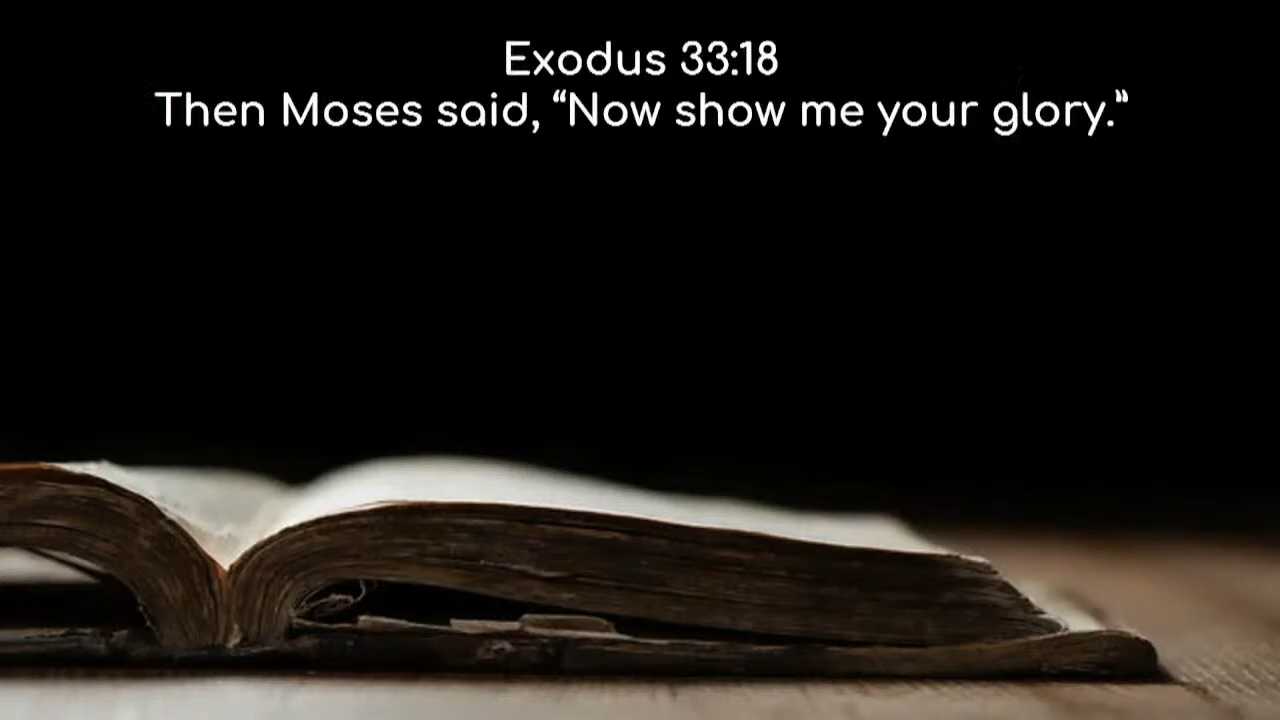 Exodus 33:18
Then Moses said, “Now show me your glory.”